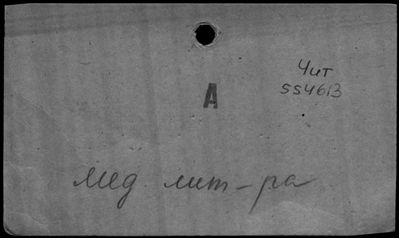 Чит
554613
А
мед. лит-ра